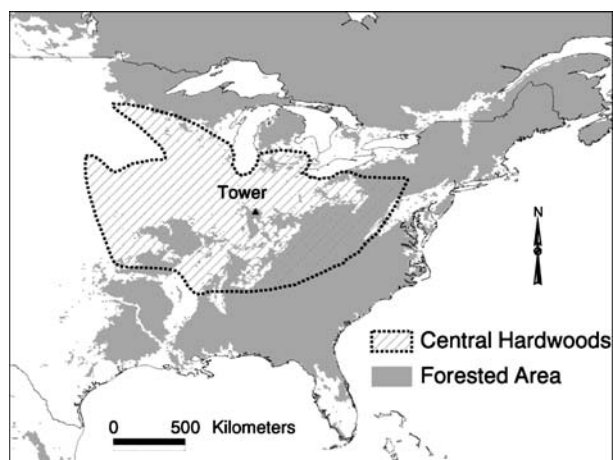 Tower
N
Central Hardwoods
Forested Area
0 500 Kilometers